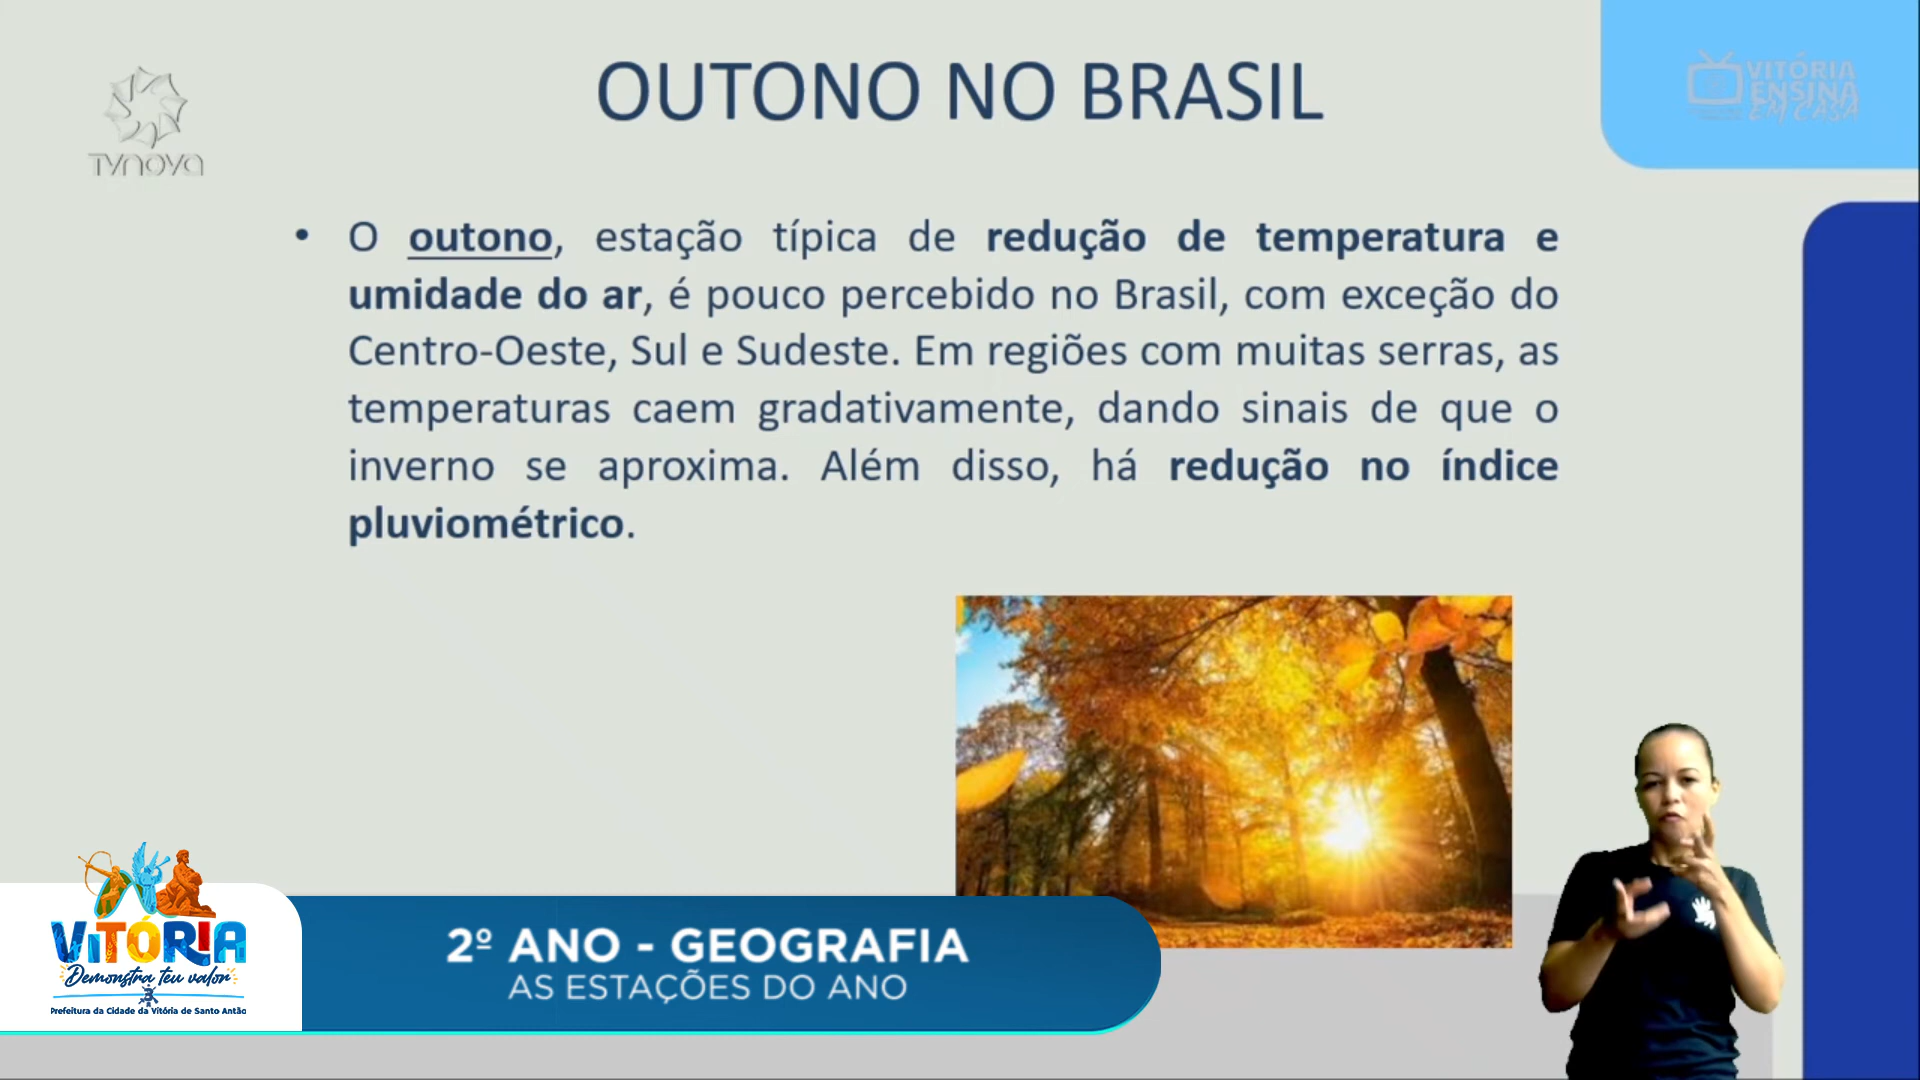 OUTONO NO BRASIL
TVNOVA
VITÓRIA
ENSINA
EM CASA
• O outono, estação típica de redução de temperatura e
umidade do ar, é pouco percebido no Brasil, com exceção do
Centro-Oeste, Sul e Sudeste. Em regiões com muitas serras, as
temperaturas caem gradativamente, dando sinais de que o
inverno se aproxima. Além disso, há redução no índice
pluviométrico.
VITÓRIA
Demonstra teu valor
Prefeitura da Cidade da Vitória de Santo Antão
2º ANO - GEOGRAFIA
AS ESTAÇÕES DO ANO